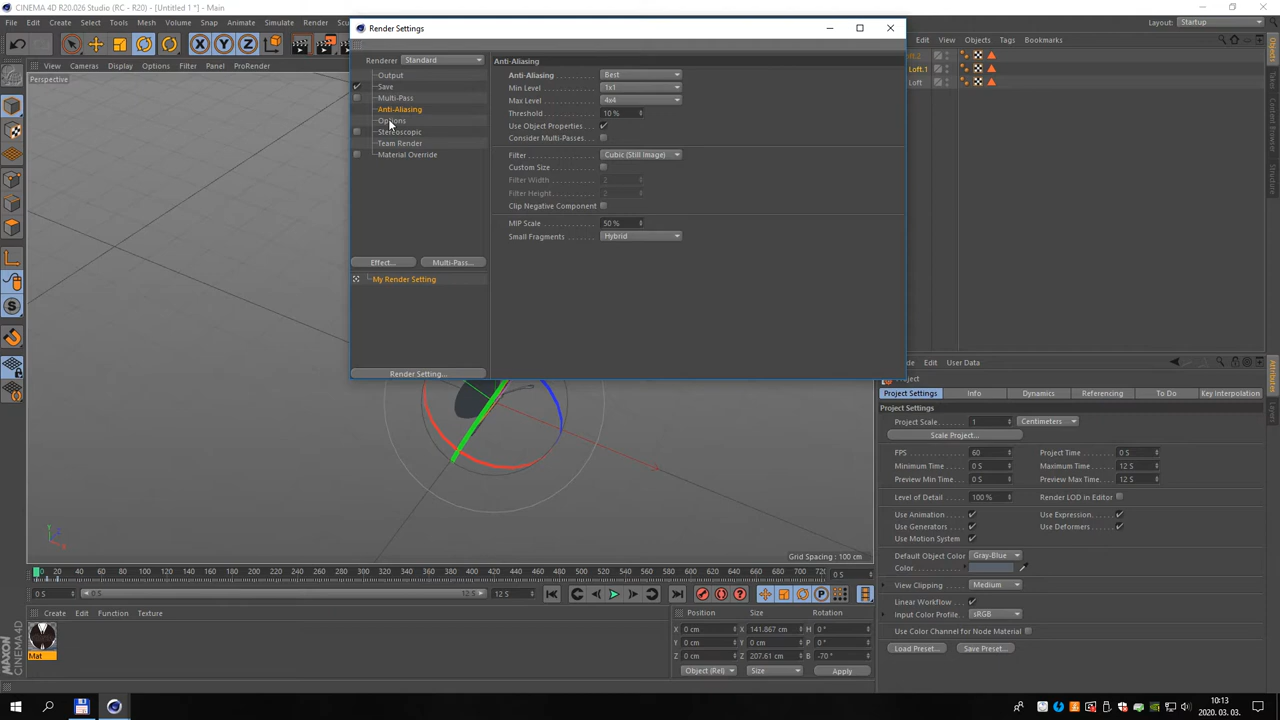 CINEMA 4D R20.026 Studio (RC - R20) - [Untitled 1 *] - Main
File Edit Create Select Tools Mesh Volume Snap Animate Simulate Render
Layout: Startup
Render Settings
View Objects Tags Bookmarks
View Cameras Display Options Filter Panel ProRender
Perspective
Renderer Standard
Output
Save
Multi-Pass
Anti-Aliasing
Options
Stereoscopic
Team Render
Material Override
Effect... Multi-Pass...
My Render Setting
Render Setting...
Anti-Aliasing
Anti-Aliasing Best
Min Level 1x1
Max Level 4x4
Threshold 10 %
Use Object Properties
Consider Multi-Passes
Filter Cubic (Still Image)
Custom Size
Filter Width 2
Filter Height 2
Clip Negative Component
MIP Scale 50 %
Small Fragments Hybrid
Loft.1
Loft
Objects
Edit User Data
Project
Project Settings Info Dynamics Referencing To Do Key Interpolation
Project Settings
Project Scale 1 Centimeters
Scale Project...
FPS 60 Project Time 0 S
Minimum Time 0 S Maximum Time 12 S
Preview Min Time 0 S Preview Max Time 12 S
Level of Detail 100 % Render LOD in Editor
Use Animation Use Expression
Use Generators Use Deformers
Use Motion System
Default Object Color Gray-Blue
Color
View Clipping Medium
Linear Workflow
Input Color Profile sRGB
Use Color Channel for Node Material
Load Preset... Save Preset...
Attributes
Layers
Grid Spacing : 100 cm
0 20 40 60 80 100 120 140 160 180 200 220 240 260 280 300 320 340 360 380 400 420 440 460 480 500 520 540 560 580 600 620 640 660 680 700 720 0 S
0 S 0 S 12 S 12 S
Create Edit Function Texture
Mat
MAXON CINEMA 4D
Position Size Rotation
X 0 cm X 141.867 cm H 0 °
Y 0 cm Y 0 cm P 0 °
Z 0 cm Z 207.61 cm B -70 °
Object (Rel) Size Apply
10:13
2020. 03. 03.